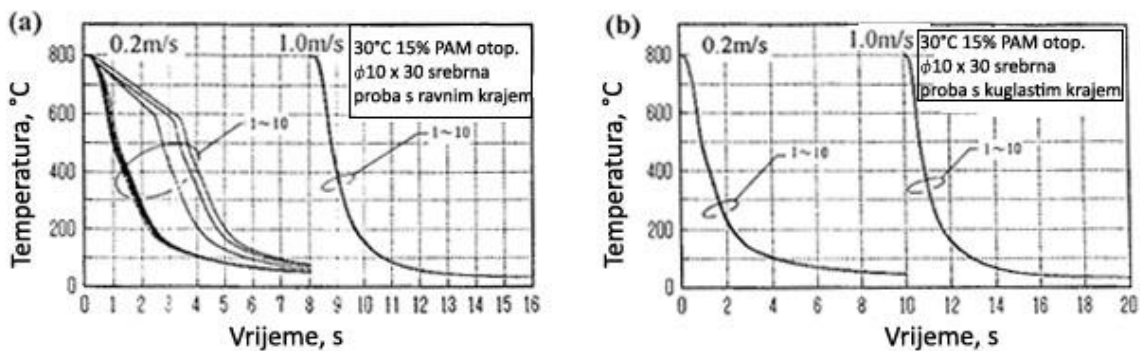 (a)
0.2m/s
1.0m/s
30°C 15% PAM otop.
ϕ10 x 30 srebrna
proba s ravnim krajem
1~10
1~10
Temperatura, °C
800
600
400
200
0
0 1 2 3 4 5 6 7 8 9 10 11 12 13 14 15 16
Vrijeme, s
(b)
0.2m/s
1.0m/s
30°C 15% PAM otop.
ϕ10 x 30 srebrna
proba s kuglastim krajem
1~10
1~10
Temperatura, °C
800
600
400
200
0
0 2 4 6 8 10 12 14 16 18 20
Vrijeme, s